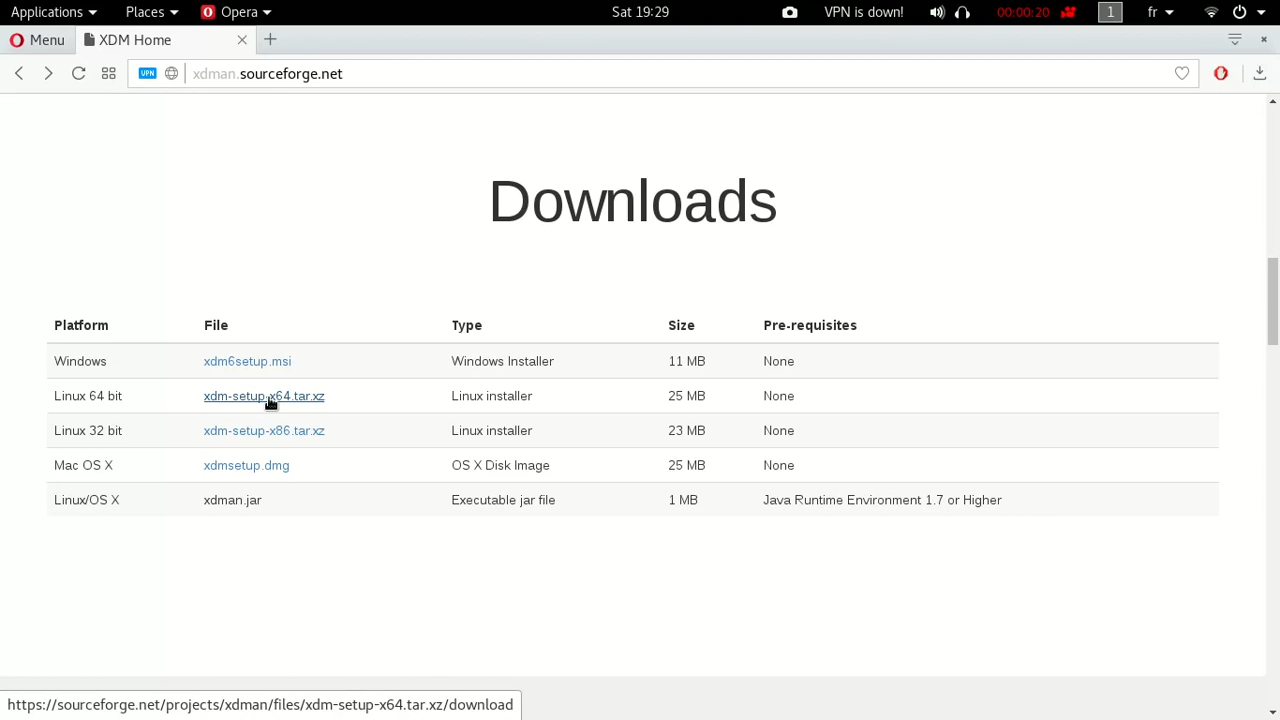 Applications Places Opera Sat 19:29 VPN is down! 00:00:20 1 fr
Menu XDM Home
VPN xdman.sourceforge.net
Downloads
Platform File Type Size Pre-requisites
Windows xdm6setup.msi Windows Installer 11 MB None
Linux 64 bit xdm-setup-x64.tar.xz Linux installer 25 MB None
Linux 32 bit xdm-setup-x86.tar.xz Linux installer 23 MB None
Mac OS X xdmsetup.dmg OS X Disk Image 25 MB None
Linux/OS X xdman.jar Executable jar file 1 MB Java Runtime Environment 1.7 or Higher
https://sourceforge.net/projects/xdman/files/xdm-setup-x64.tar.xz/download